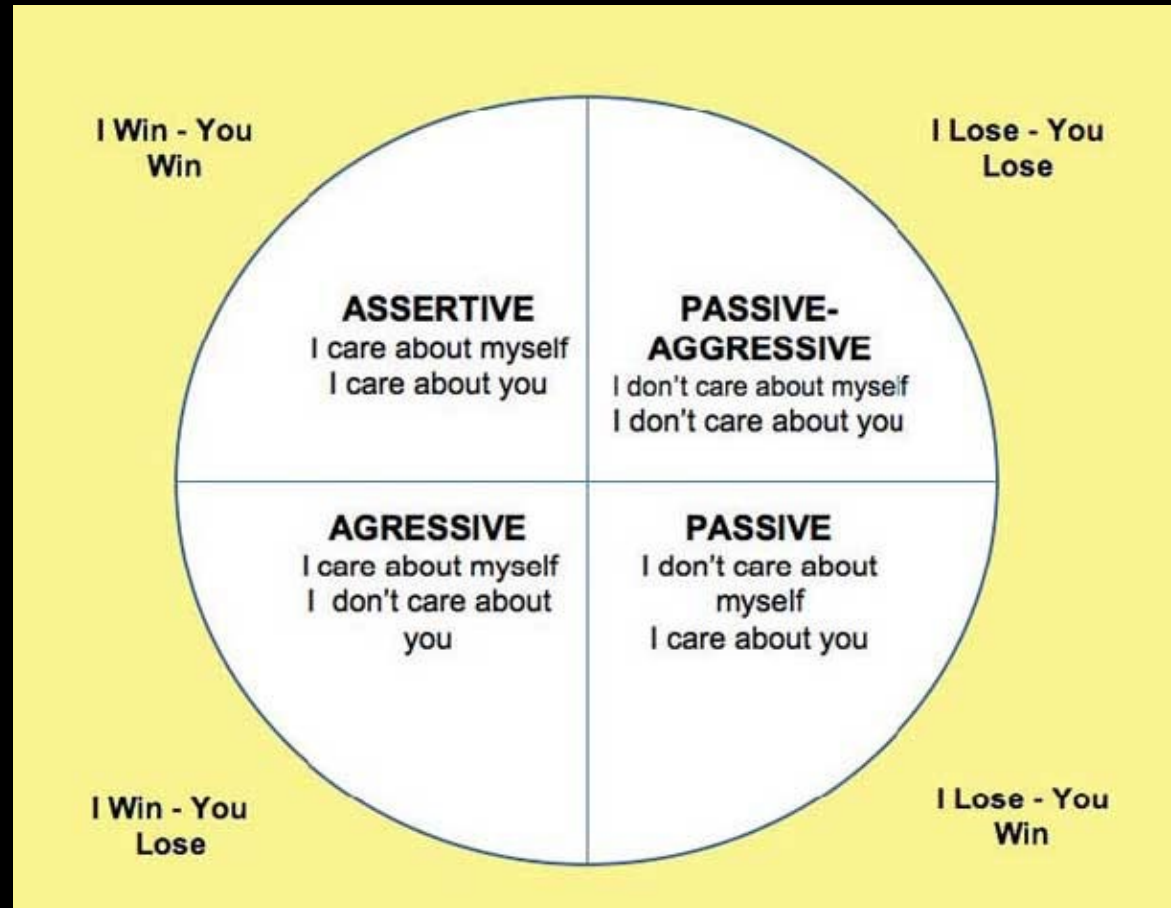 I Win - You
Win
I Lose - You
Lose
ASSERTIVE
I care about myself
I care about you
PASSIVE-
AGGRESSIVE
I don't care about myself
I don't care about you
AGRESSIVE
I care about myself
I don't care about
you
PASSIVE
I don't care about
myself
I care about you
I Win - You
Lose
I Lose - You
Win